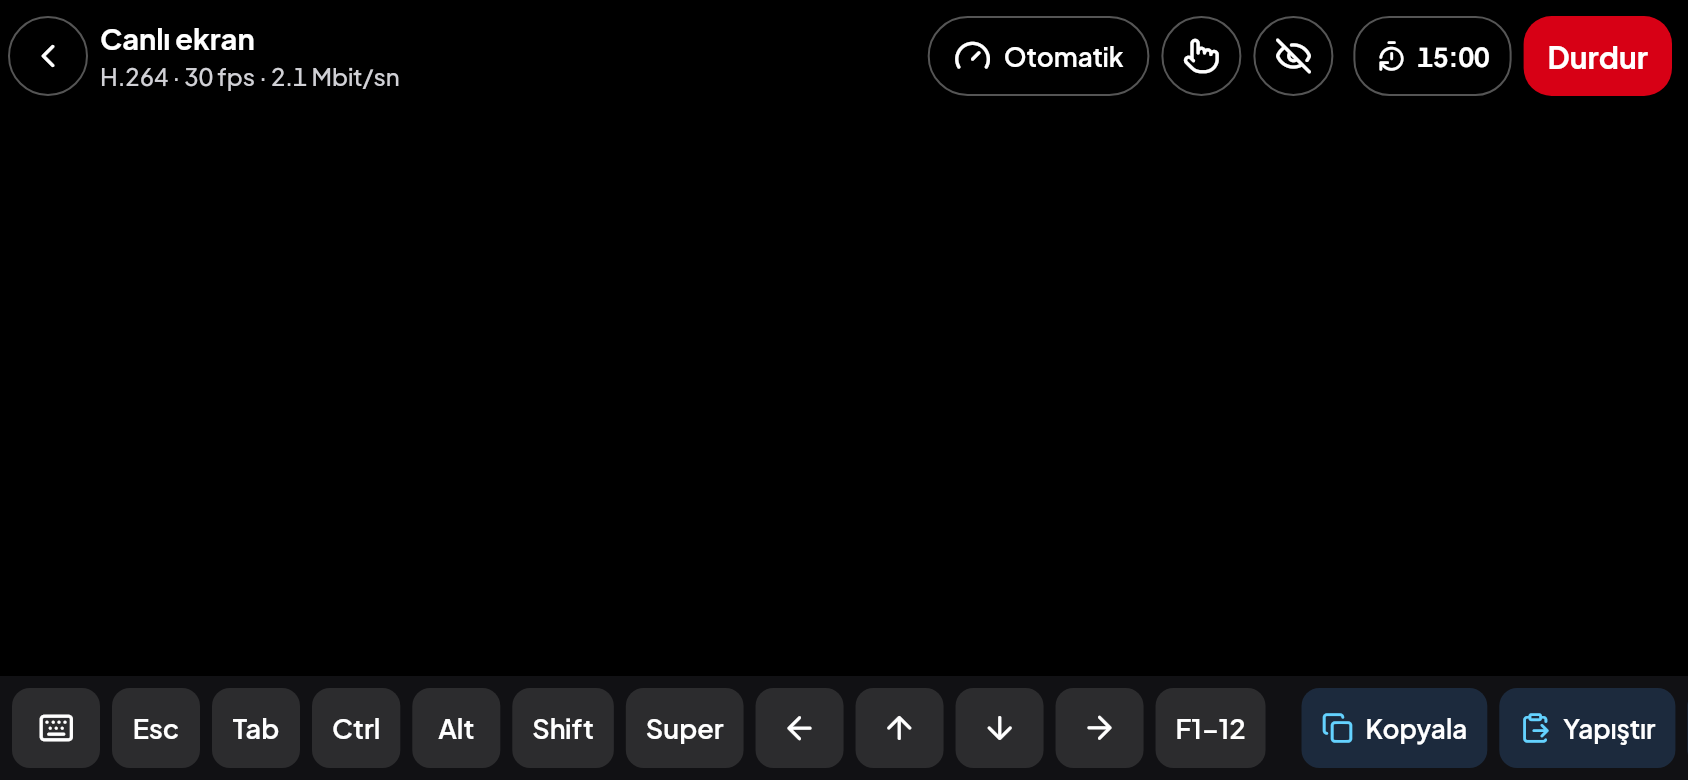 Canlı ekran
H.264 · 30 fps · 2.1 Mbit/sn
Otomatik
15:00
Durdur
Esc
Tab
Ctrl
Alt
Shift
Super
F1–12
Kopyala
Yapıştır